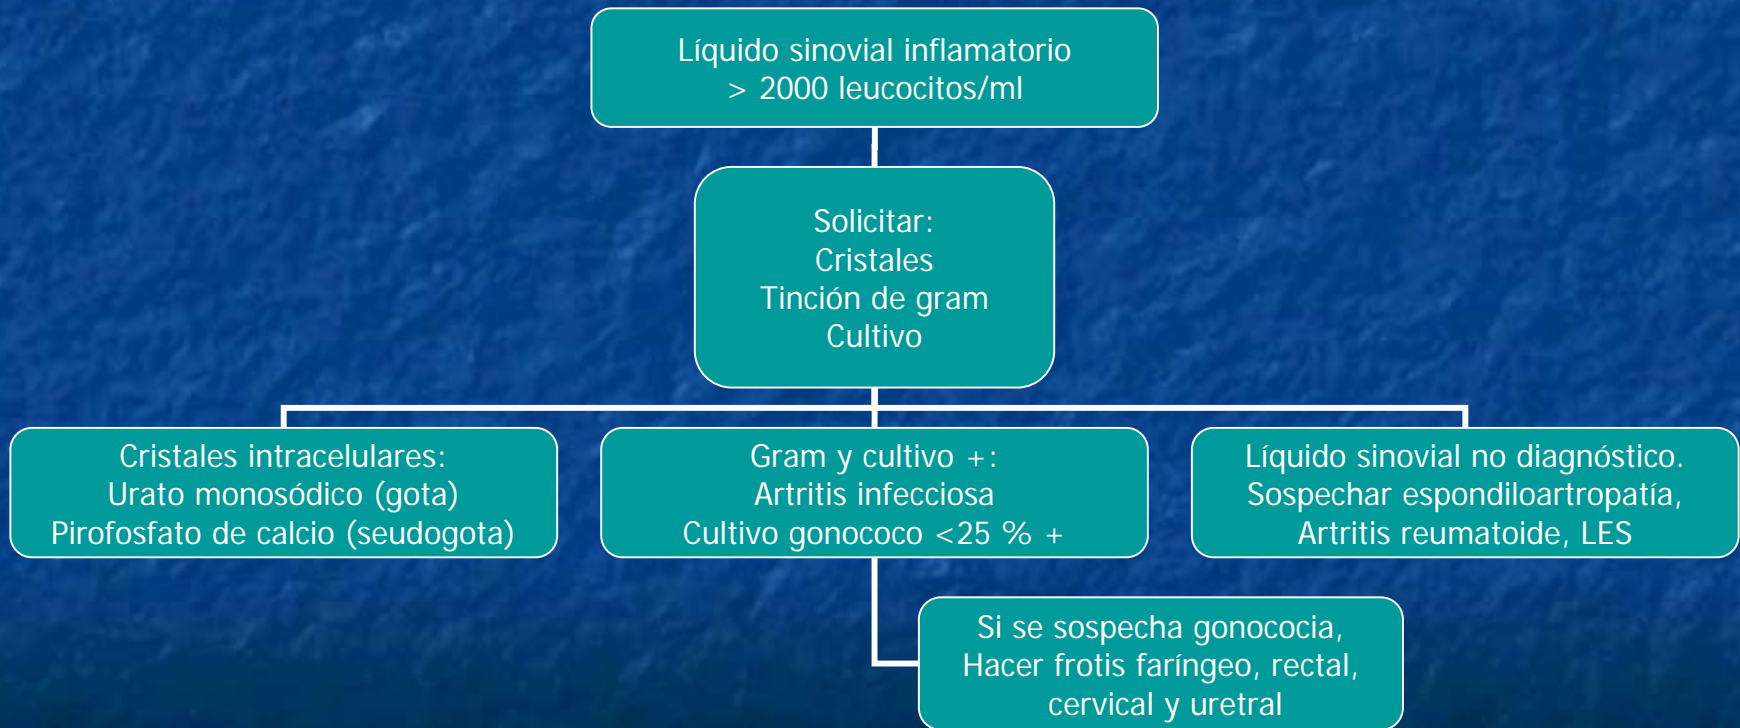 Líquido sinovial inflamatorio
> 2000 leucocitos/ml
Solicitar:
Cristales
Tinción de gram
Cultivo
Cristales intracelulares:
Urato monosódico (gota)
Pirofosfato de calcio (seudogota)
Gram y cultivo +:
Artritis infecciosa
Cultivo gonococo <25 % +
Líquido sinovial no diagnóstico.
Sospechar espondiloartropatía,
Artritis reumatoide, LES
Si se sospecha gonococia,
Hacer frotis faríngeo, rectal,
cervical y uretral